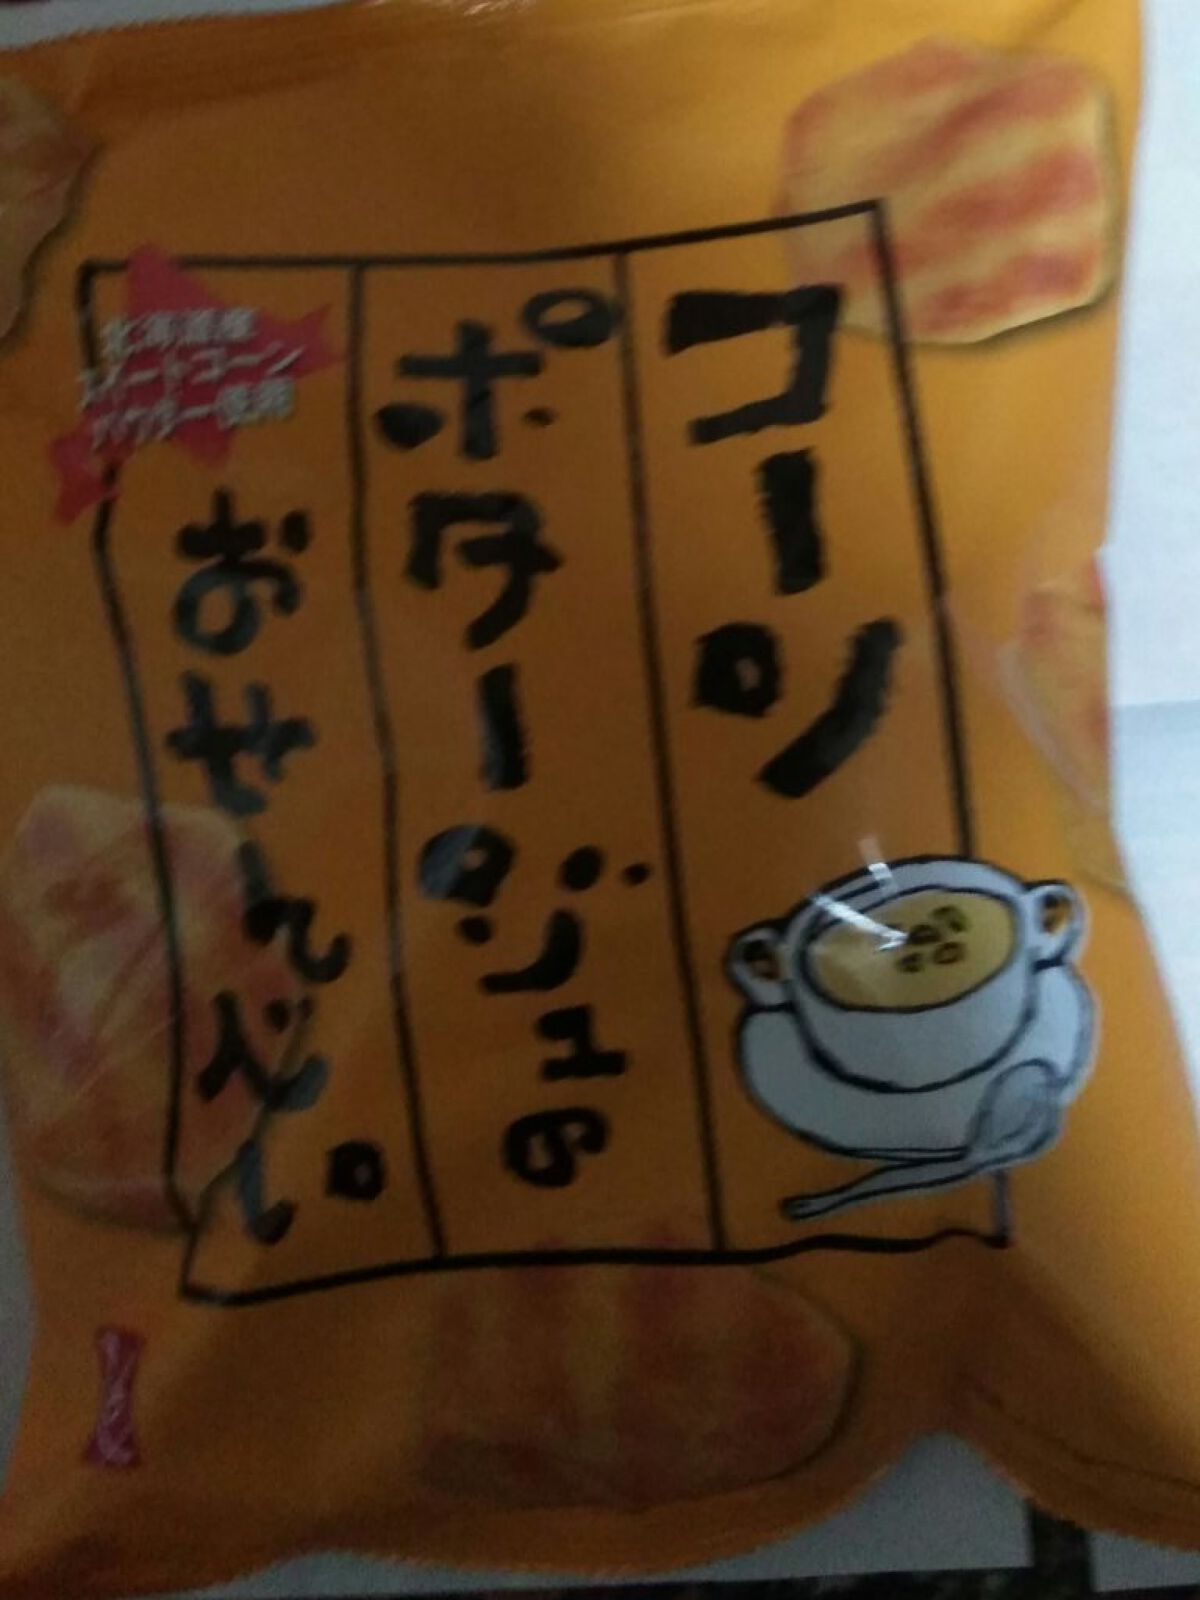 コーン
ポタージュの
おせんべい。
北海道産
スイートコーン
パウダー使用